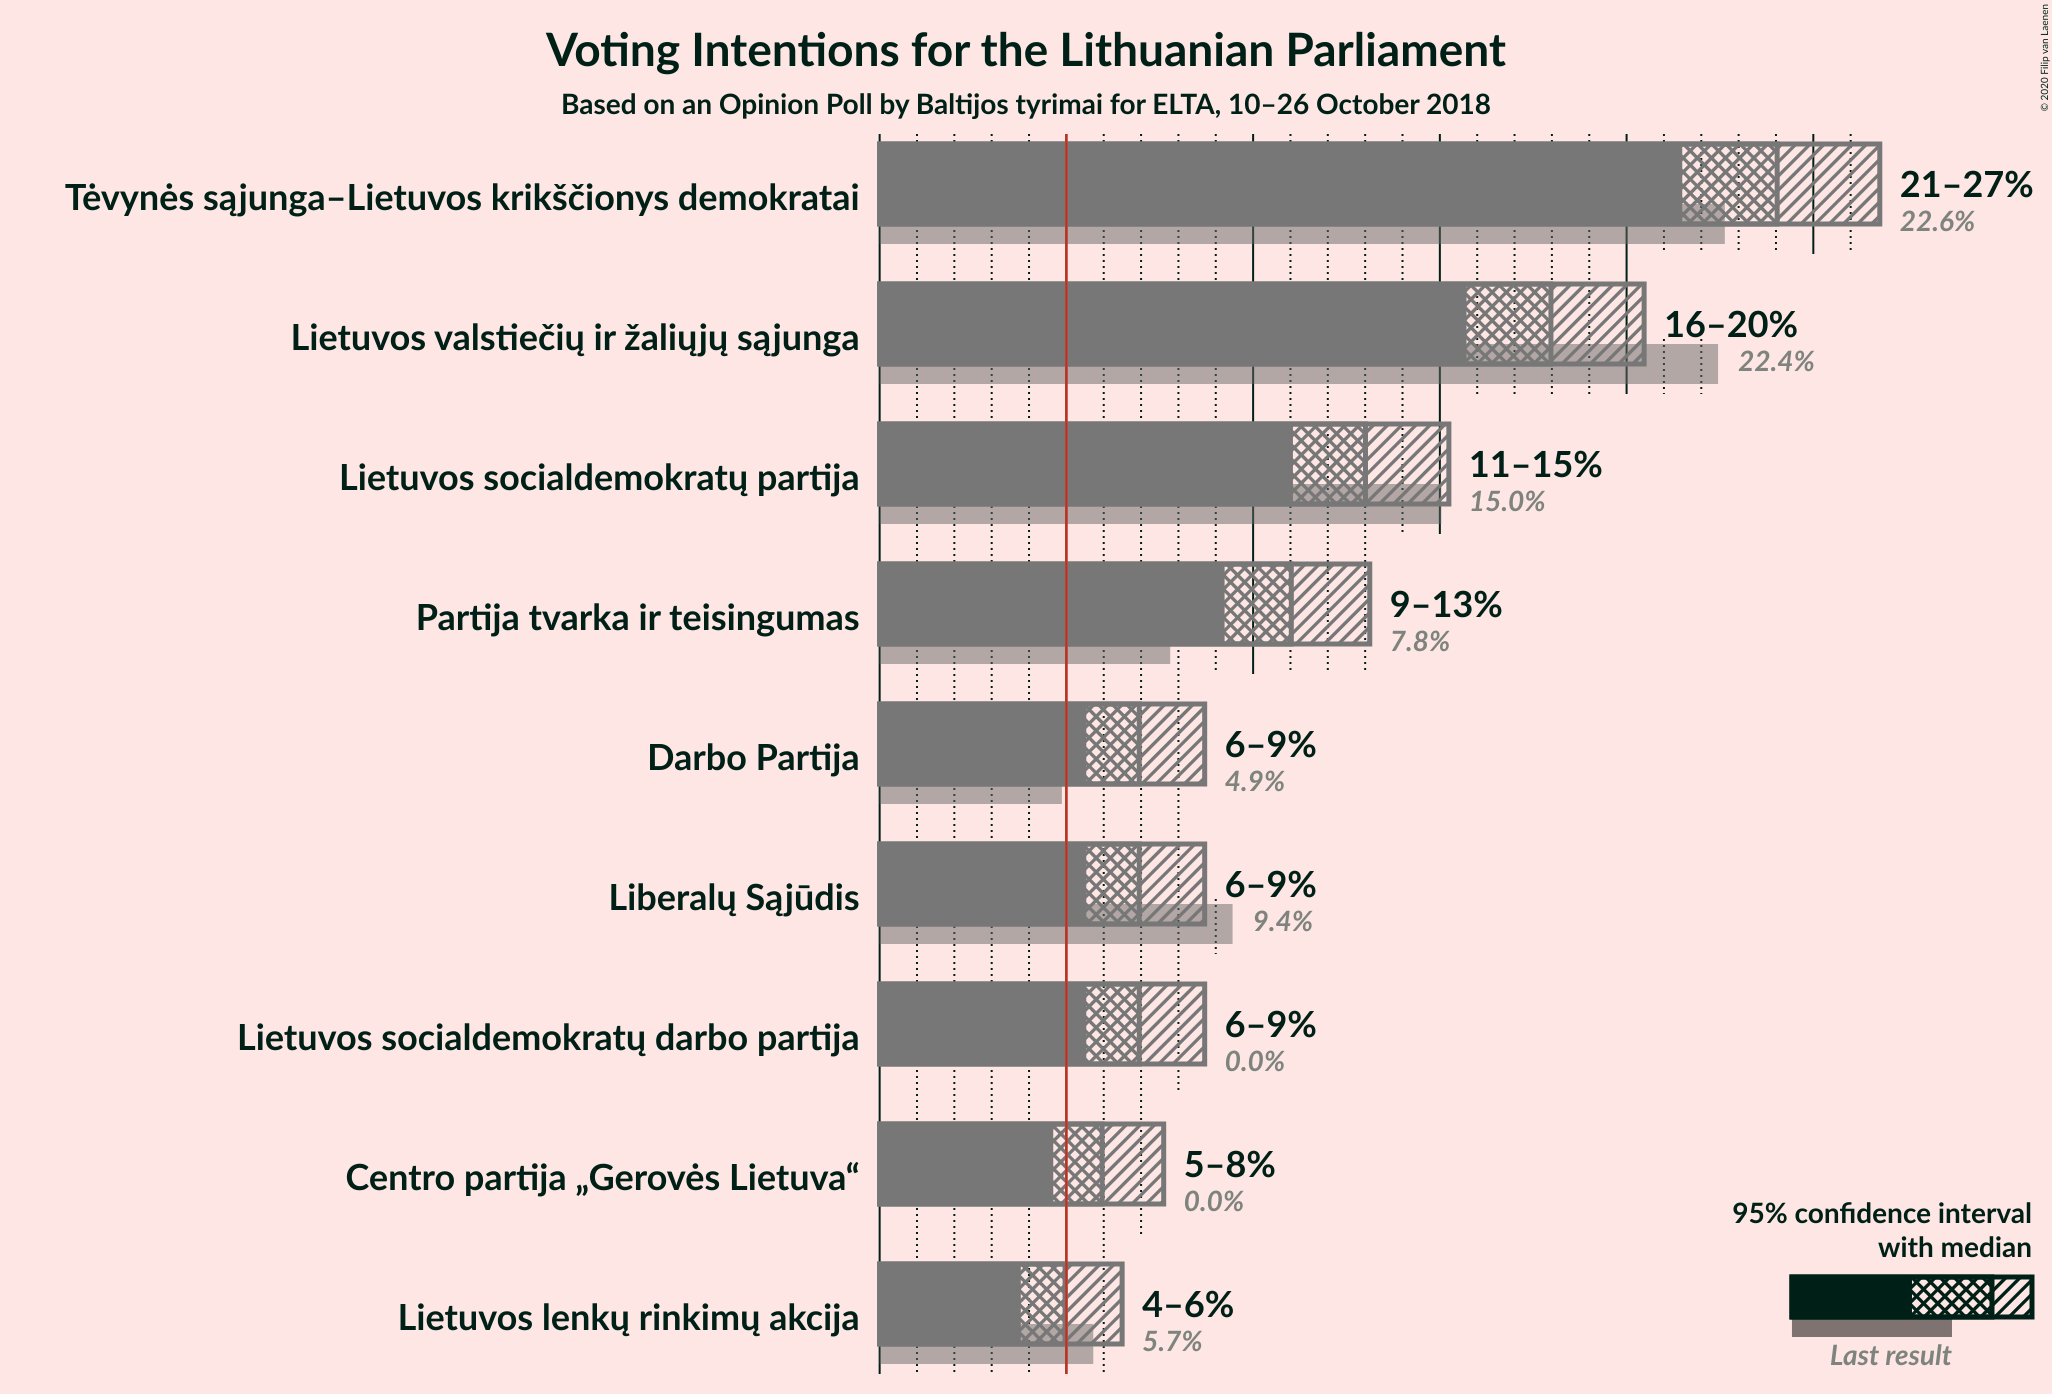 Voting Intentions for the Lithuanian Parliament
Based on an Opinion Poll by Baltijos tyrimai for ELTA, 10–26 October 2018
© 2020 Filip van Laenen
Tėvynės sąjunga–Lietuvos krikščionys demokratai
21–27%
22.6%
Lietuvos valstiečių ir žaliųjų sąjunga
16–20%
22.4%
Lietuvos socialdemokratų partija
11–15%
15.0%
Partija tvarka ir teisingumas
9–13%
7.8%
Darbo Partija
6–9%
4.9%
Liberalų Sąjūdis
6–9%
9.4%
Lietuvos socialdemokratų darbo partija
6–9%
0.0%
Centro partija „Gerovės Lietuva“
5–8%
0.0%
Lietuvos lenkų rinkimų akcija
4–6%
5.7%
95% confidence interval
with median
Last result